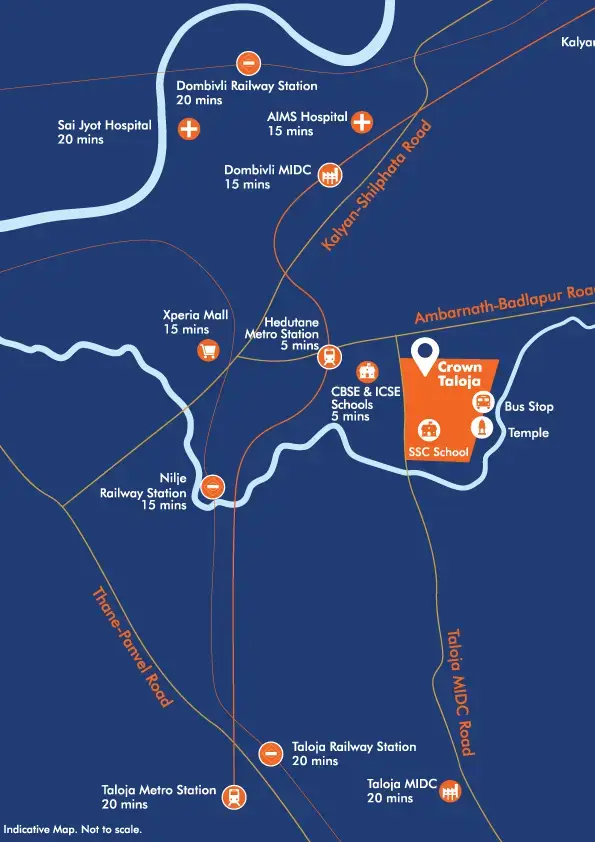 Kalyan
Dombivli Railway Station
20 mins
AIMS Hospital
15 mins
Sai Jyot Hospital
20 mins
Kalyan-Shilphata Road
Dombivli MIDC
15 mins
Ambarnath-Badlapur Road
Xperia Mall
15 mins
Hedutane
Metro Station
5 mins
Crown
Taloja
CBSE & ICSE
Schools
5 mins
Bus Stop
Temple
SSC School
Nilje
Railway Station
15 mins
Thane-Panvel Road
Taloja MIDC Road
Taloja Railway Station
20 mins
Taloja MIDC
20 mins
Taloja Metro Station
20 mins
Indicative Map. Not to scale.